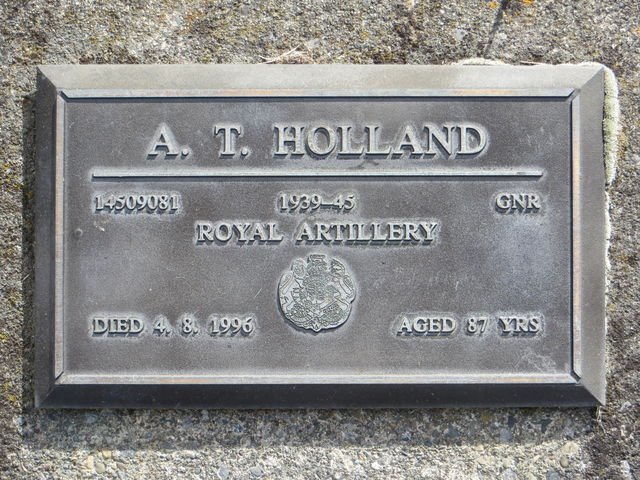 A. T. HOLLAND
14509081 1939-45 GNR
ROYAL ARTILLERY
DIED 4. 8. 1996 AGED 87 YRS